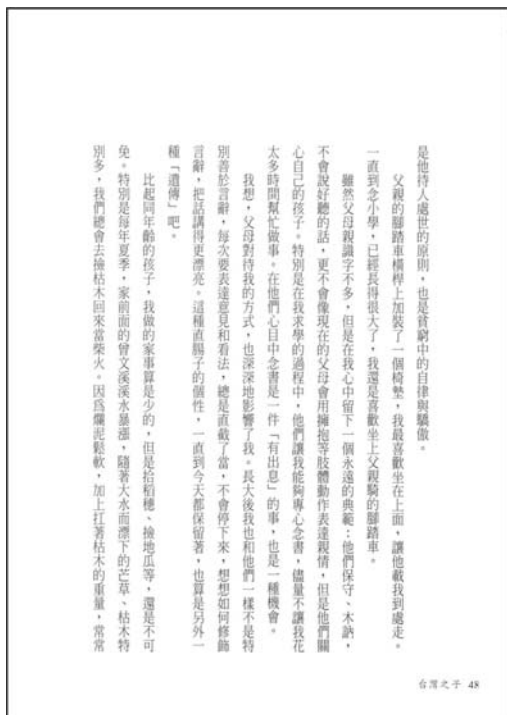 是他待人處世的原則，也是貧窮中的自律與驕傲。
父親的腳踏車橫桿上加裝了一個椅墊，我最喜歡坐在上面，讓他載我到處走。
一直到念小學，已經長得很大了，我還是喜歡坐上父親騎的腳踏車。
雖然父母親識字不多，但是在我心中留下一個永遠的典範：他們保守、木訥，
不會說好聽的話，更不會像現在的父母會用擁抱等肢體動作表達親情，但是他們關
心自己的孩子。特別是在我求學的過程中，他們讓我能夠專心念書，儘量不讓我花
太多時間幫忙做事。在他們心目中念書是一件「有出息」的事，也是一種機會。
我想，父母對待我的方式，也深深地影響了我。長大後我也和他們一樣不是特
別善於言辭，每次要表達意見和看法，總是直截了當，不會停下來，想想如何修飾
言辭，把話講得更漂亮。這種直腸子的個性，一直到今天都保留著，也算是另外一
種「遺傳」吧。
比起同年齡的孩子，我做的家事算是少的，但是拾稻穗、撿地瓜等，還是不可
免。特別是每年夏季，家前面的曾文溪溪水暴漲，隨著大水而漂下的芒草、枯木特
別多，我們總會去撿枯木回來當柴火。因為爛泥鬆軟，加上扛著枯木的重量，常常
台灣之子 48